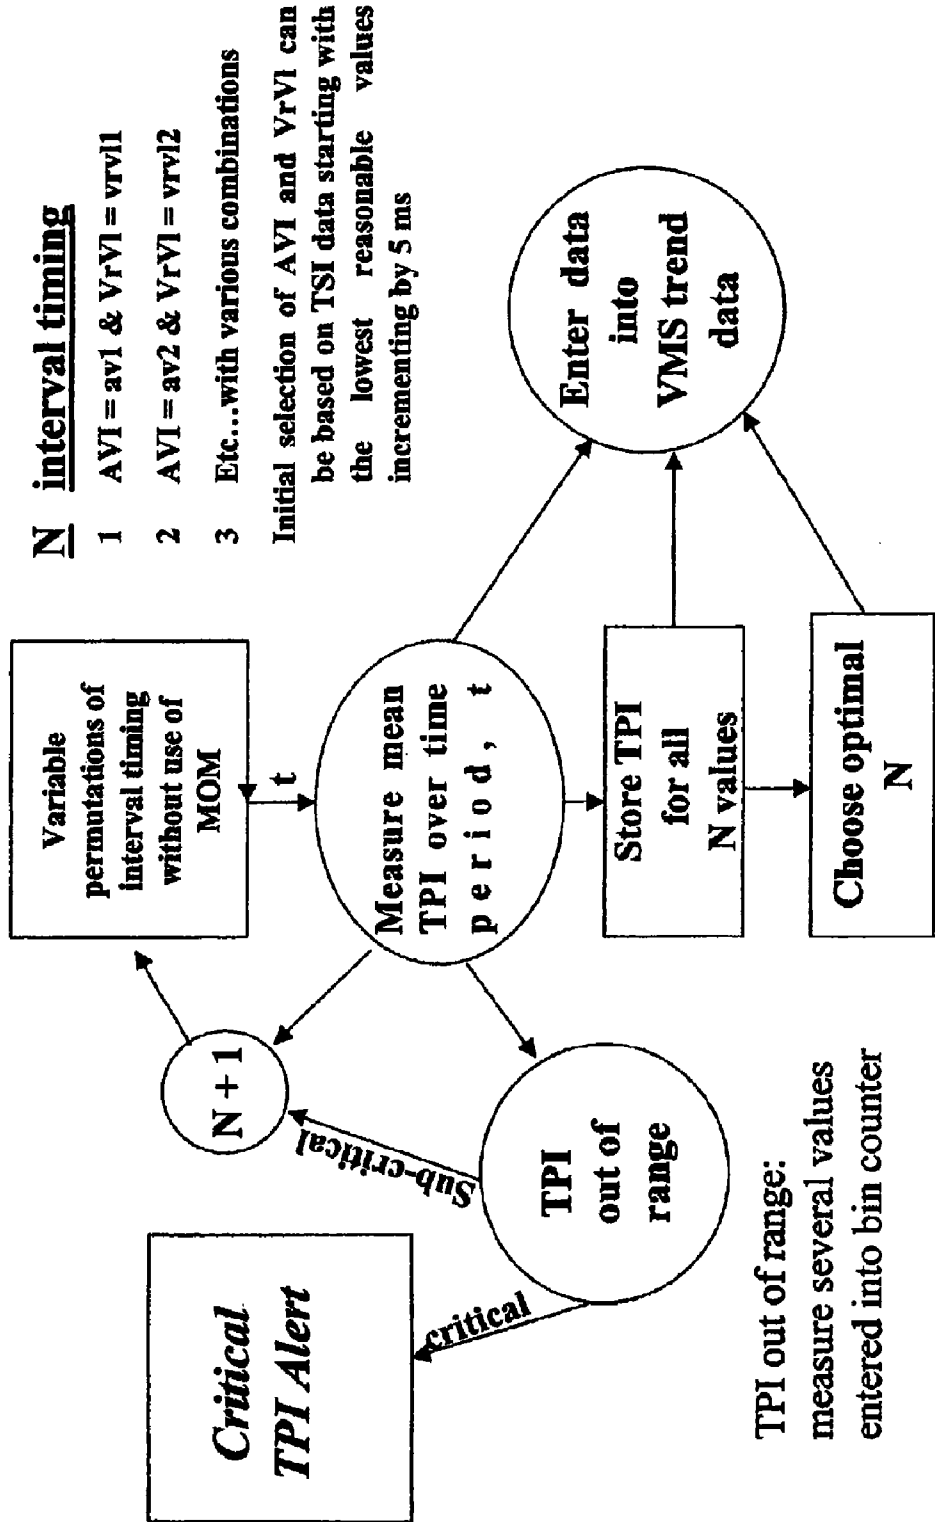 Critical
TPI Alert
critical
Sub-critical
N + 1
TPI
out of
range
TPI out of range:
measure several values
entered into bin counter
Variable
permutations of
interval timing
without use of
MOM
t
Measure mean
TPI over time
period, t
Store TPI
for all
N values
Choose optimal
N
Enter data
into
VMS trend
data
N interval timing
1 AVI = av1 & VrVI = vrvl1
2 AVI = av2 & VrVI = vrvl2
3 Etc...with various combinations
Initial selection of AVI and VrVI can
be based on TSI data starting with
the lowest reasonable values
incrementing by 5 ms